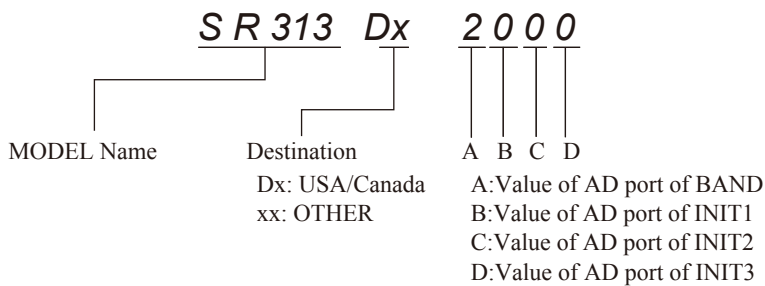 S R 313 Dx 2 0 0 0
MODEL Name Destination A B C D
Dx: USA/Canada A:Value of AD port of BAND
xx: OTHER B:Value of AD port of INIT1
C:Value of AD port of INIT2
D:Value of AD port of INIT3